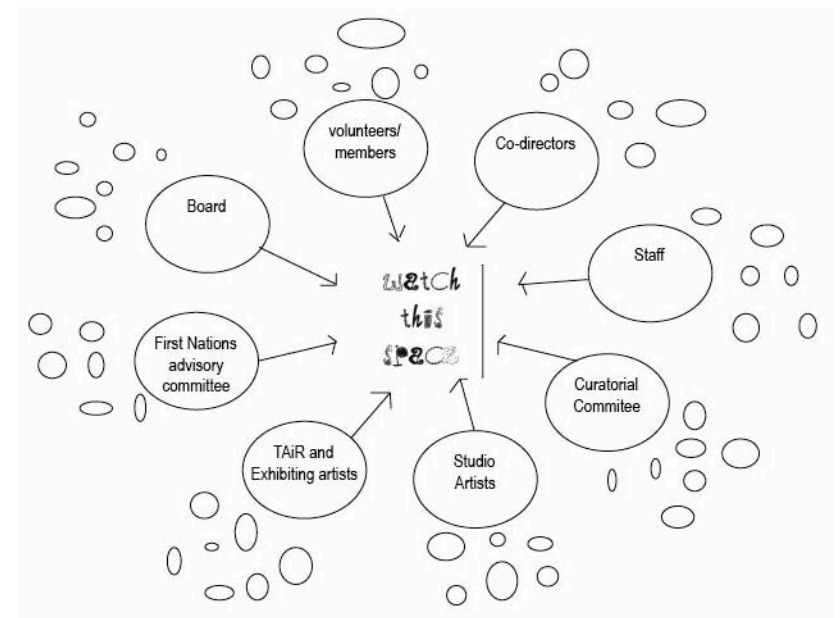 volunteers/
members
Co-directors
Board
Staff
watch
this
space
First Nations
advisory
committee
Curatorial
Commitee
TAiR and
Exhibiting artists
Studio
Artists